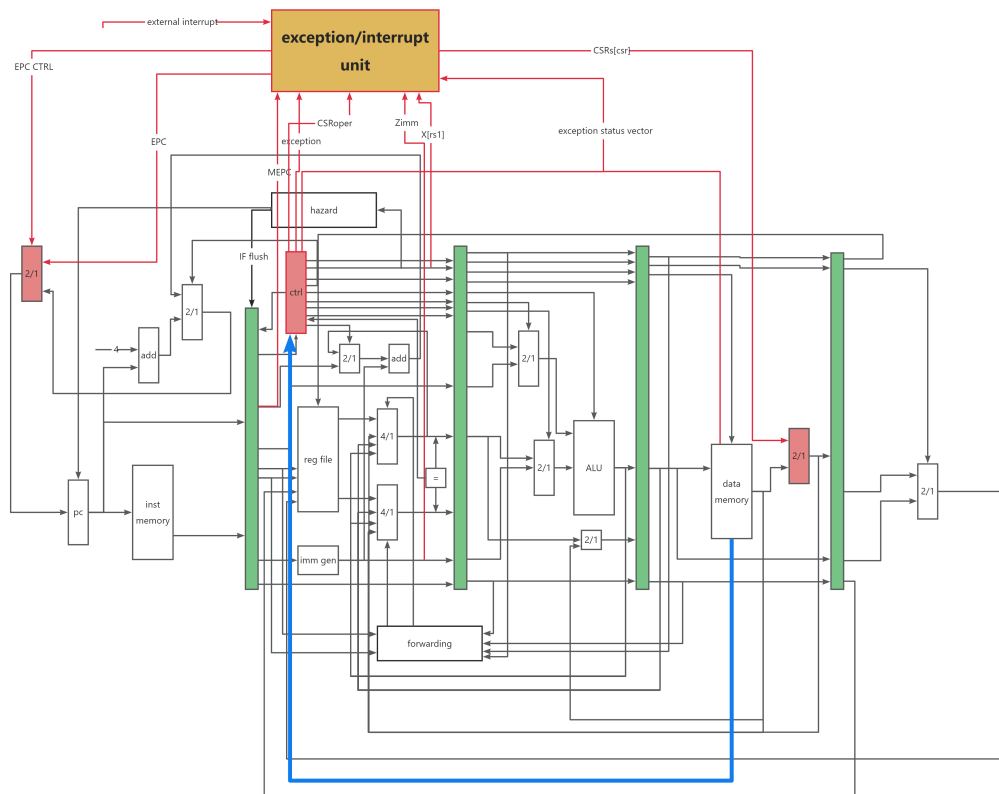 external interrupt
exception/interrupt
unit
CSRs[csr]
EPC CTRL
CSRoper
Zimm
X[rs1]
exception status vector
EPC
exception
MEPC
hazard
IF flush
2/1
ctrl
2/1
4
add
2/1
add
2/1
reg file
4/1
ALU
2/1
2/1
=
data
memory
2/1
4/1
pc
inst
memory
2/1
imm gen
forwarding